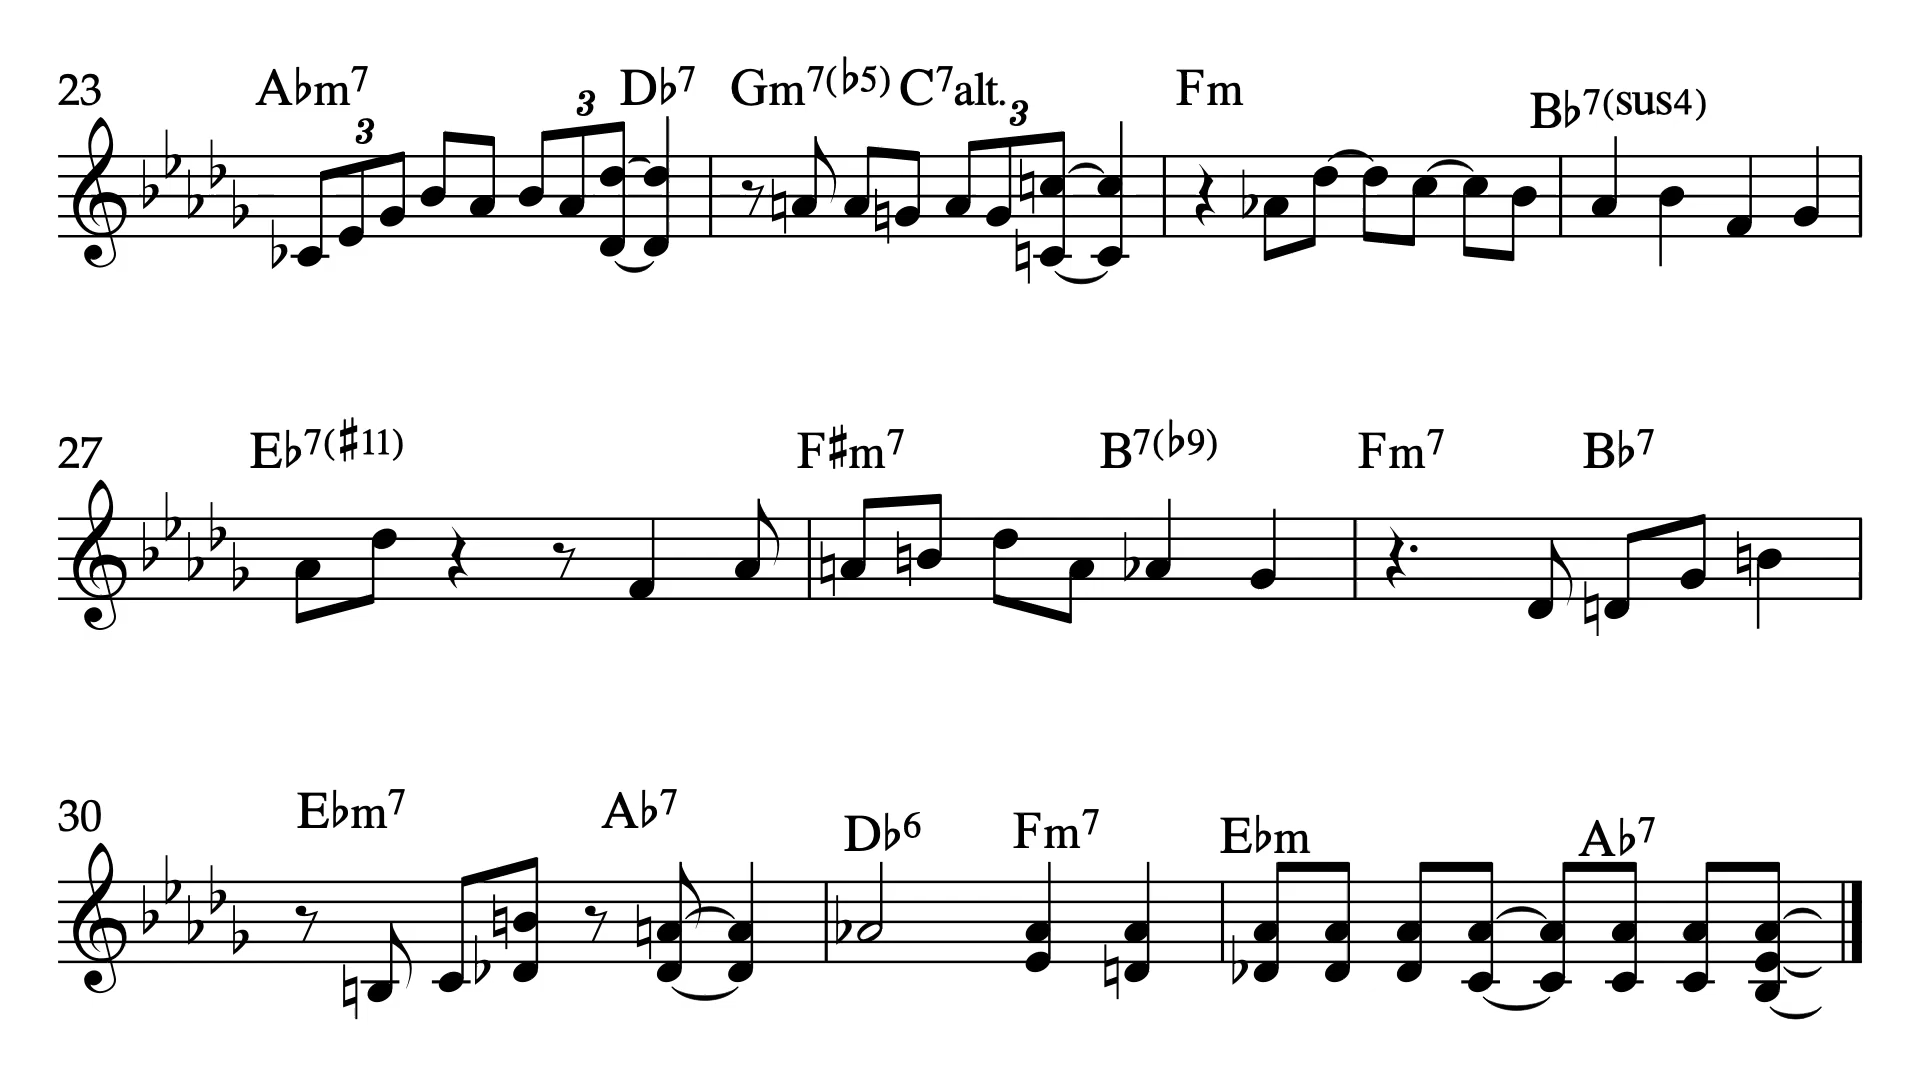 23 A♭m7 D♭7 Gm7(♭5) C7alt. Fm B♭7(sus4)
3 3 3
27 E♭7(♯11) F♯m7 B7(♭9) Fm7 B♭7
30 E♭m7 A♭7 D♭6 Fm7 E♭m A♭7